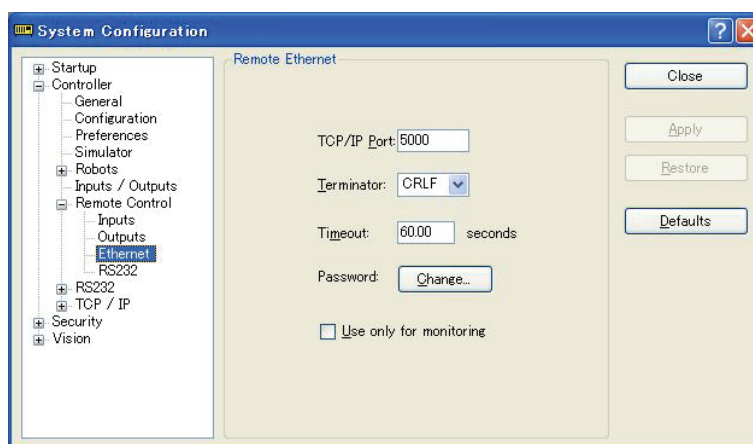 System Configuration
Startup
Controller
General
Configuration
Preferences
Simulator
Robots
Inputs / Outputs
Remote Control
Inputs
Outputs
Ethernet
RS232
RS232
TCP / IP
Security
Vision
Remote Ethernet
TCP/IP Port: 5000
Terminator: CRLF
Timeout: 60.00 seconds
Password: Change...
Use only for monitoring
Close
Apply
Restore
Defaults